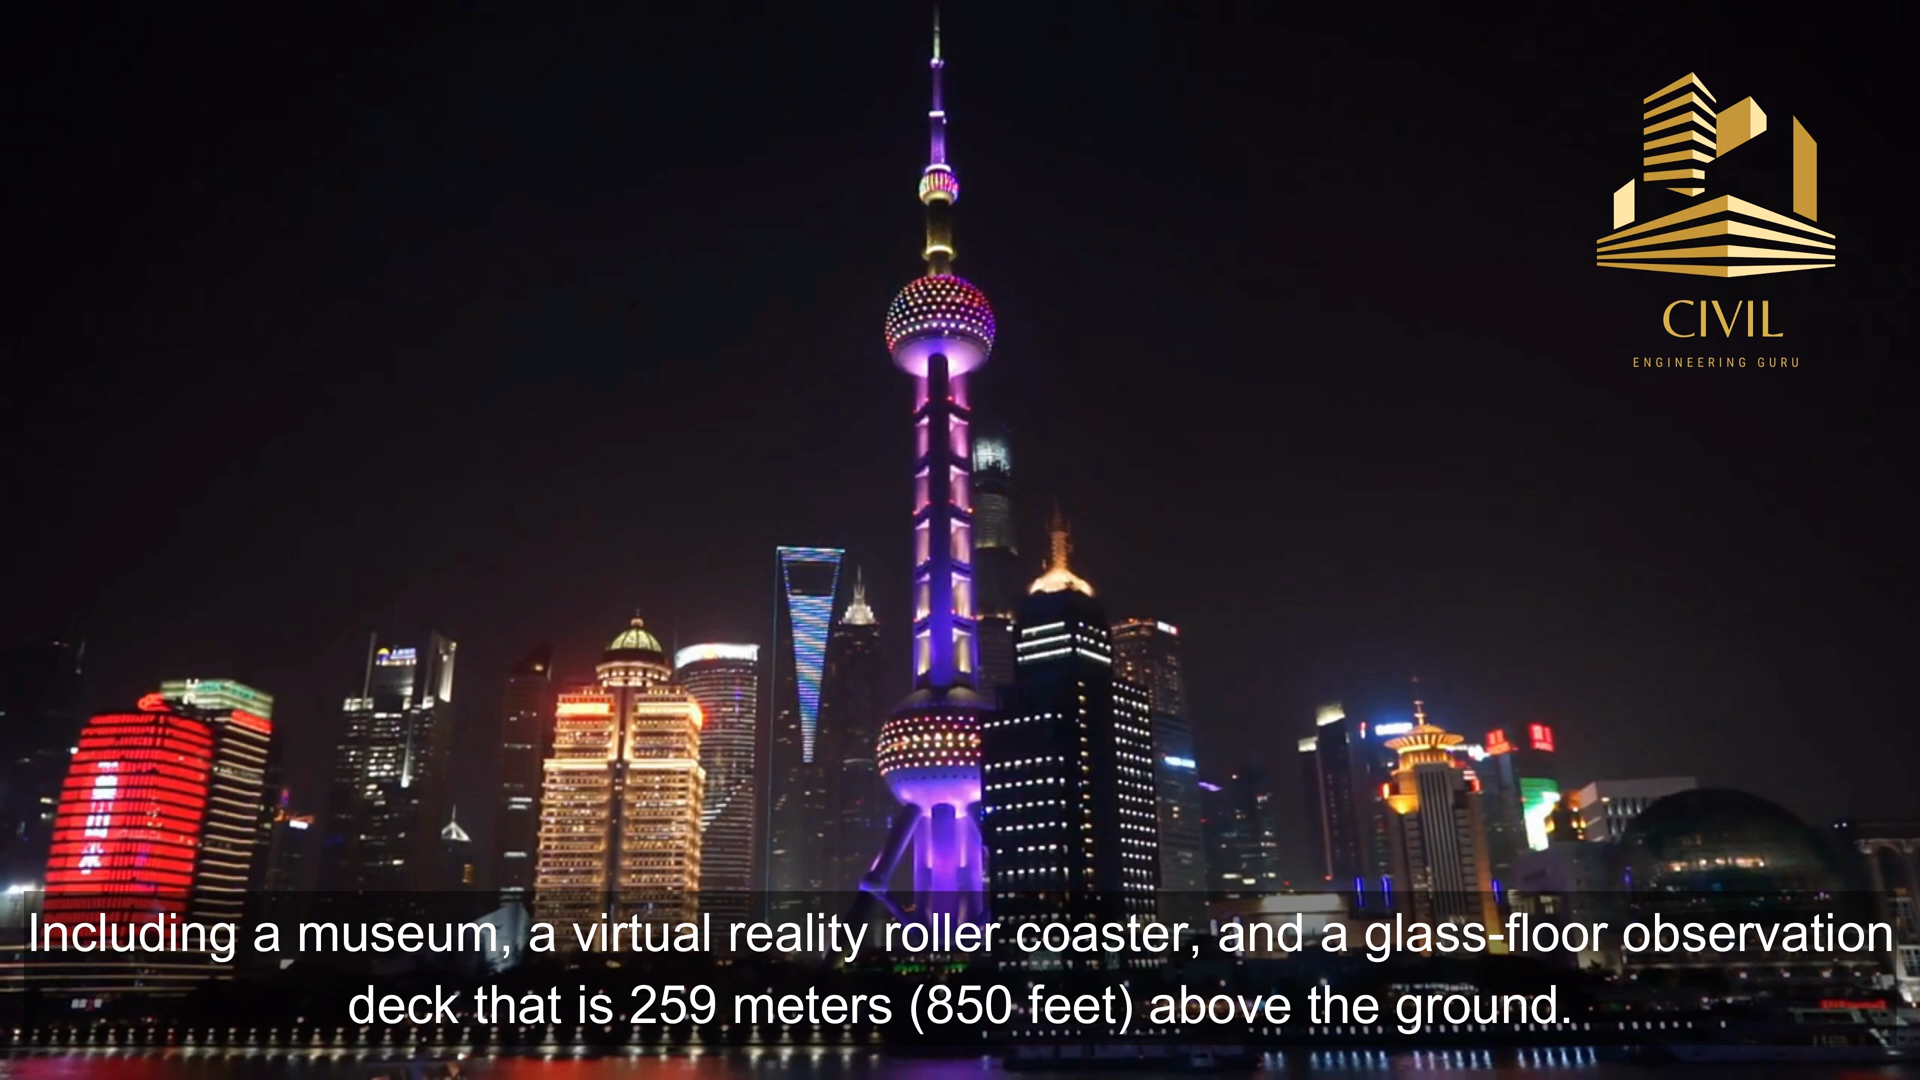 CIVIL
ENGINEERING GURU
Including a museum, a virtual reality roller coaster, and a glass-floor observation
deck that is 259 meters (850 feet) above the ground.